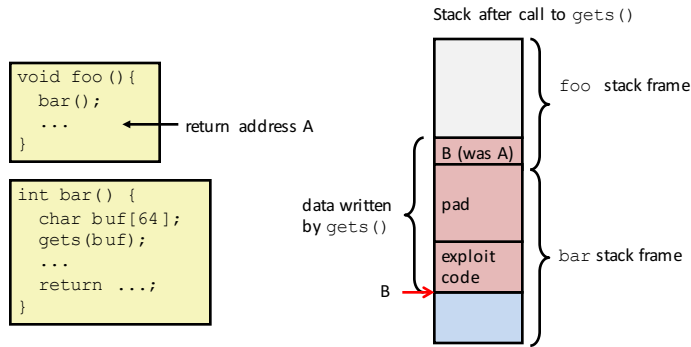 Stack after call to gets()
void foo(){
bar();
...
}
return address A
int bar() {
char buf[64];
gets(buf);
...
return ...;
}
foo stack frame
B (was A)
data written
by gets()
pad
exploit
code
B
bar stack frame